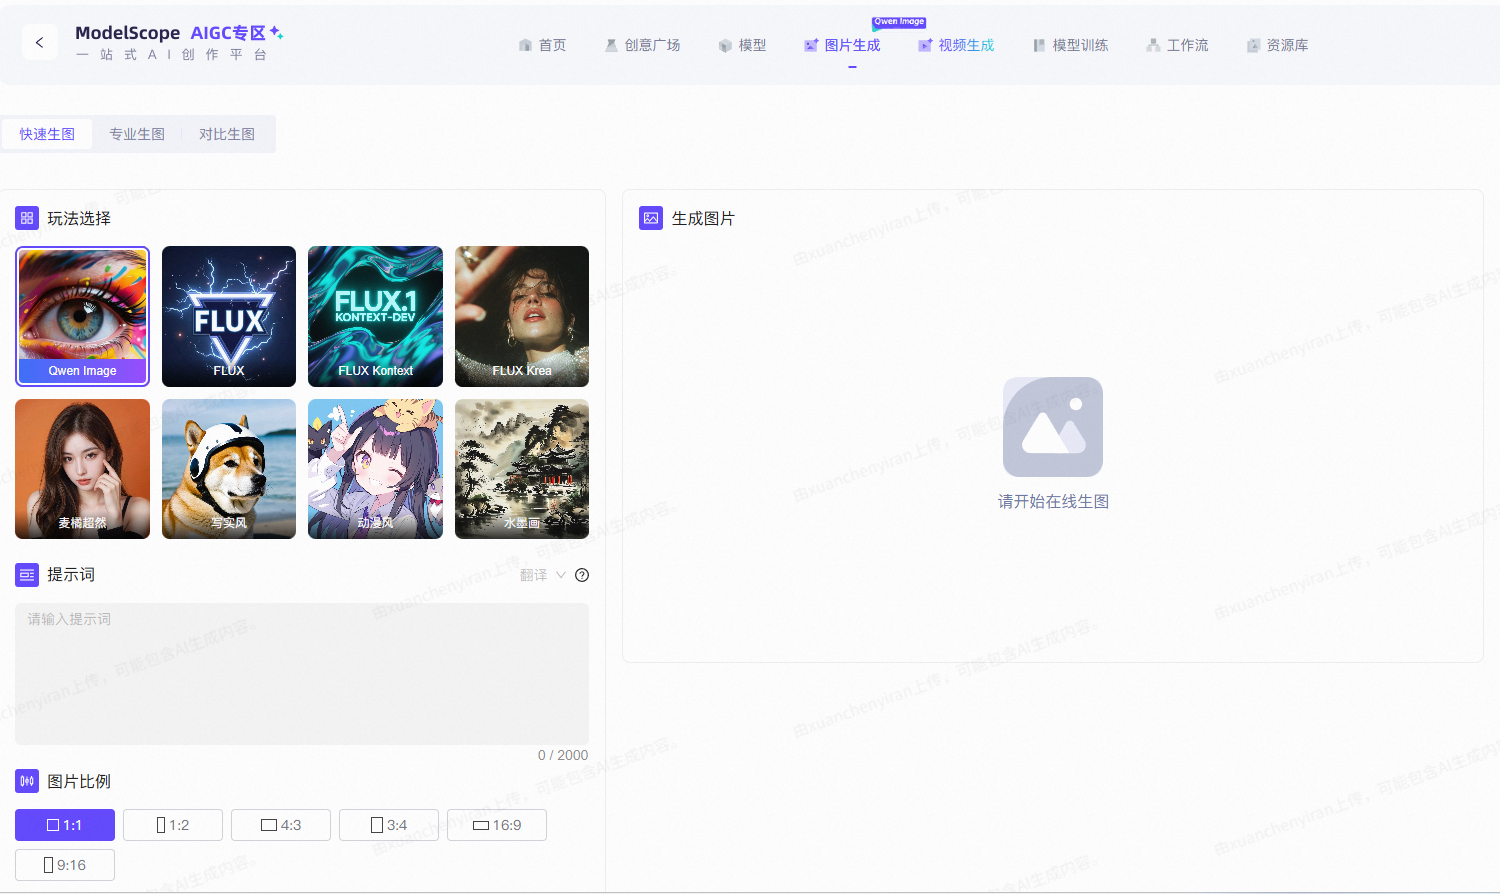 ModelScope AIGC专区
一站式AI创作平台
首页
创意广场
模型
Qwen Image
图片生成
视频生成
模型训练
工作流
资源库
快速生图
专业生图
对比生图
玩法选择
Qwen Image
FLUX
FLUX
FLUX.1
KONTEXT-DEV
FLUX Kontext
FLUX Krea
麦橘超然
写实风
动漫风
水墨画
提示词
翻译
请输入提示词
0 / 2000
图片比例
1:1
1:2
4:3
3:4
16:9
9:16
生成图片
请开始在线生图
由xuanchenyiran上传，可能包含AI生成内容。